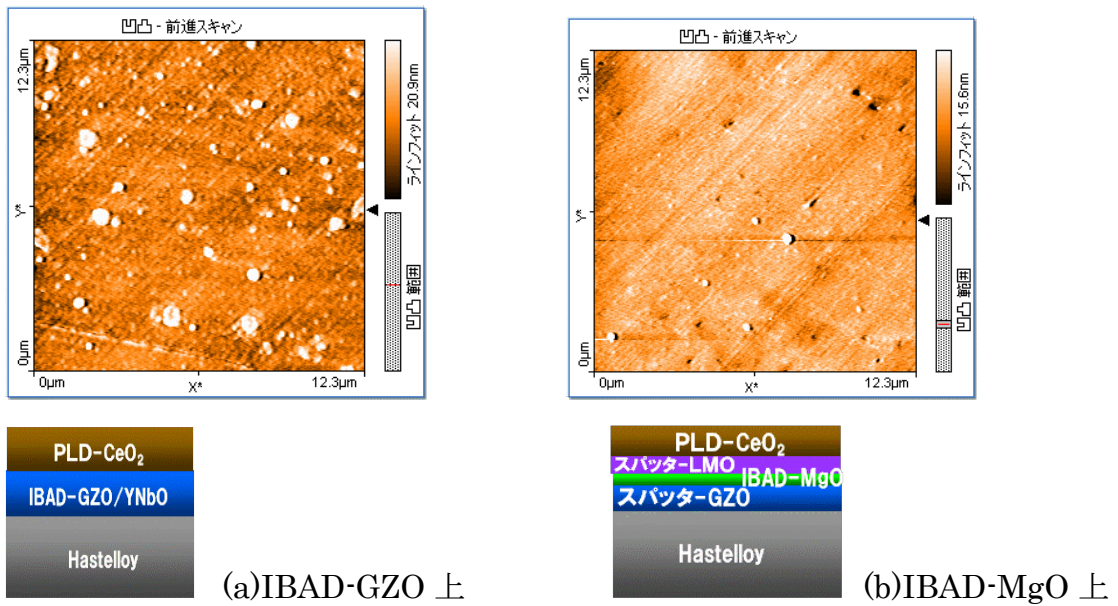 凹凸 - 前進スキャン
12.3µm
Y*
0µm
0µm
X*
12.3µm
ラインフィット 20.9nm
凹凸 範囲
凹凸 - 前進スキャン
12.3µm
Y*
0µm
0µm
X*
12.3µm
ラインフィット 15.6nm
凹凸 範囲
PLD-CeO₂
IBAD-GZO/YNbO
Hastelloy
(a)IBAD-GZO 上
PLD-CeO₂
スパッタ-LMO
IBAD-MgO
スパッタ-GZO
Hastelloy
(b)IBAD-MgO 上